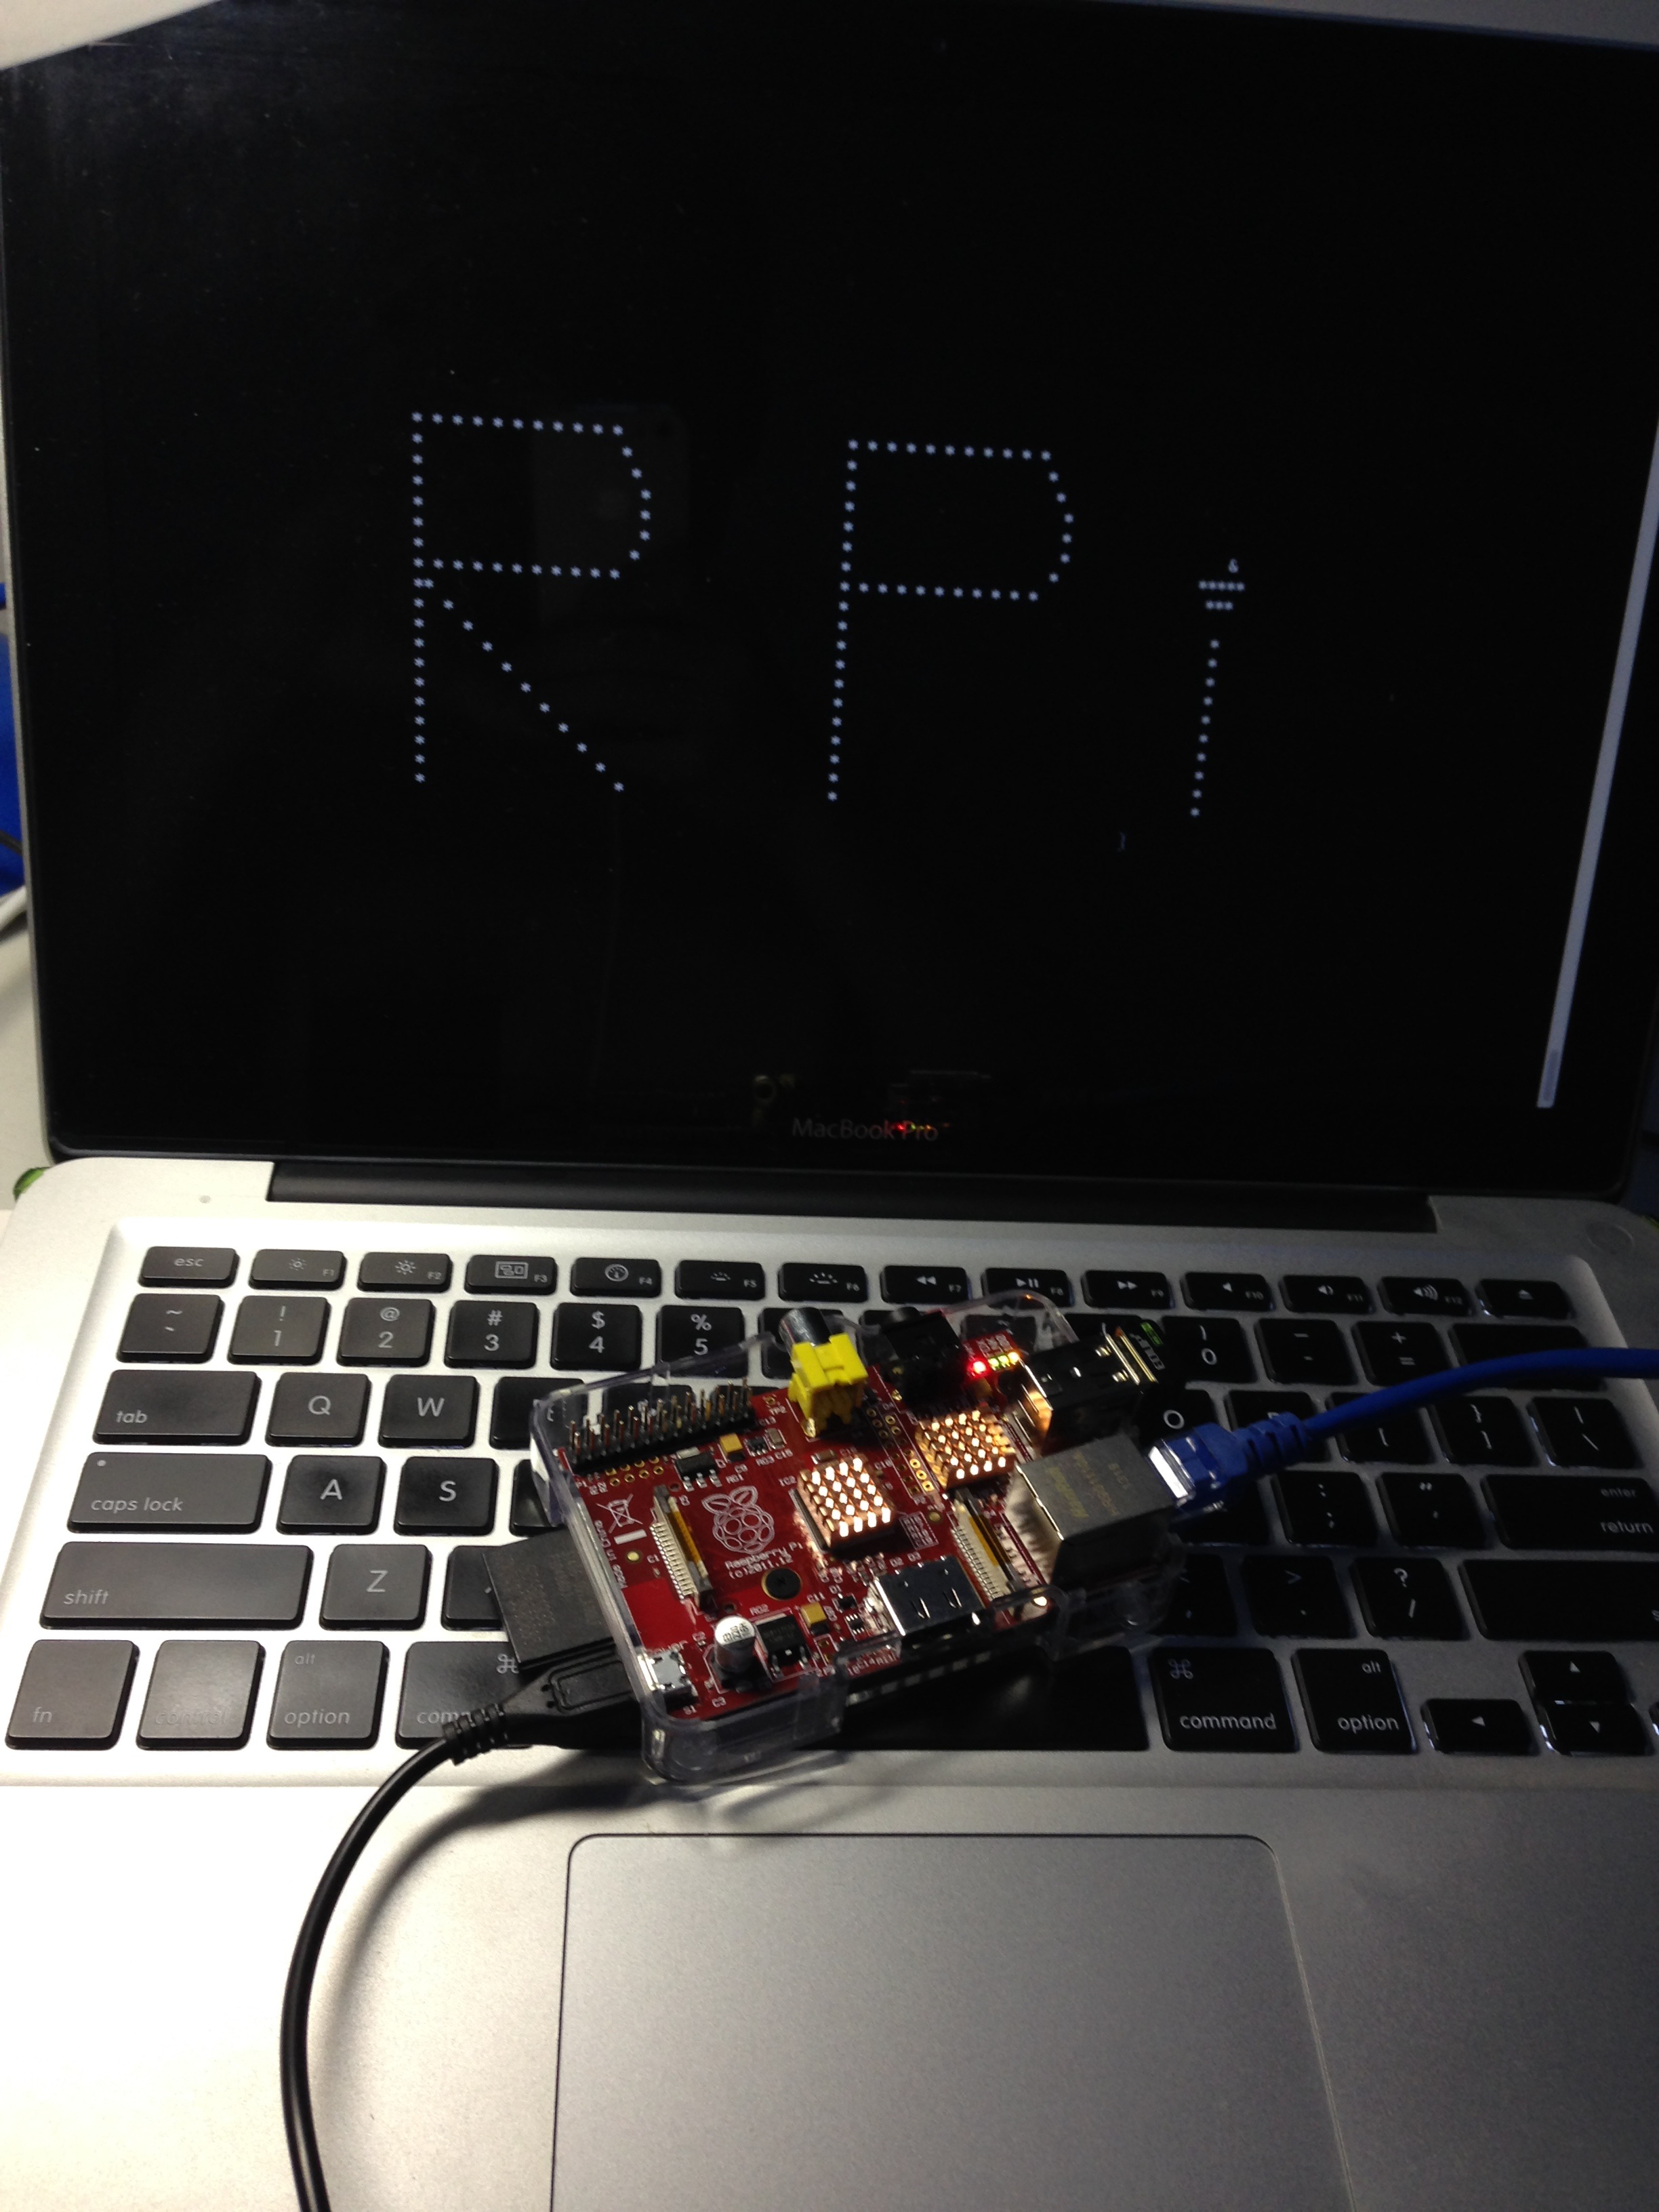 RPi
MacBook Pro
esc F1 F2 F3 F4 F5 F6 F7 F8 F9 F10 F11 F12
~ ! @ # $ % ) - +
` 1 2 3 4 5 0 =
tab Q W O { [ } ] | \
caps lock A S : ; " ' enter return
shift Z < > . ? /
fn control alt option ⌘ command ⌘ command alt option
Raspberry Pi
(c)2011.12